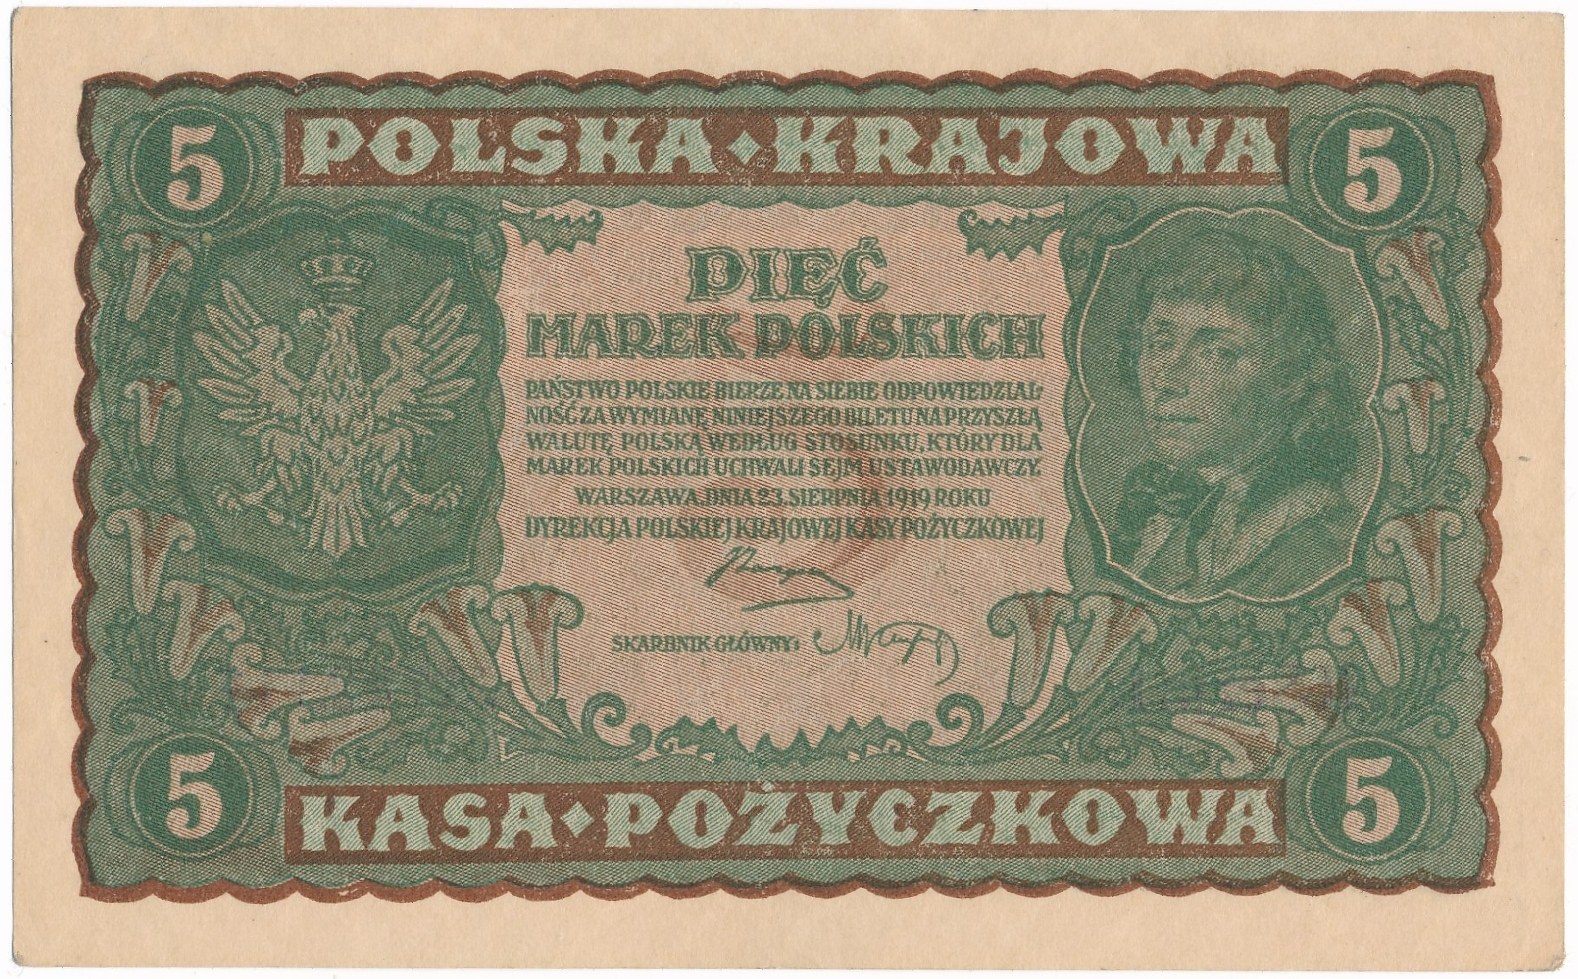 5 POLSKA·KRAJOWA 5
PIĘĆ
MAREK POLSKICH
PAŃSTWO POLSKIE BIERZE NA SIEBIE ODPOWIEDZIAL-
NOŚĆ ZA WYMIANĘ NINIEJSZEGO BILETU NA PRZYSZŁĄ
WALUTĘ POLSKĄ WEDŁUG STOSUNKU, KTÓRY DLA
MAREK POLSKICH UCHWALI SEJM USTAWODAWCZY.
WARSZAWA, DNIA 23. SIERPNIA 1919 ROKU
DYREKCJA POLSKIEJ KRAJOWEJ KASY POŻYCZKOWEJ
SKARBNIK GŁÓWNY:
5 KASA·POŻYCZKOWA 5